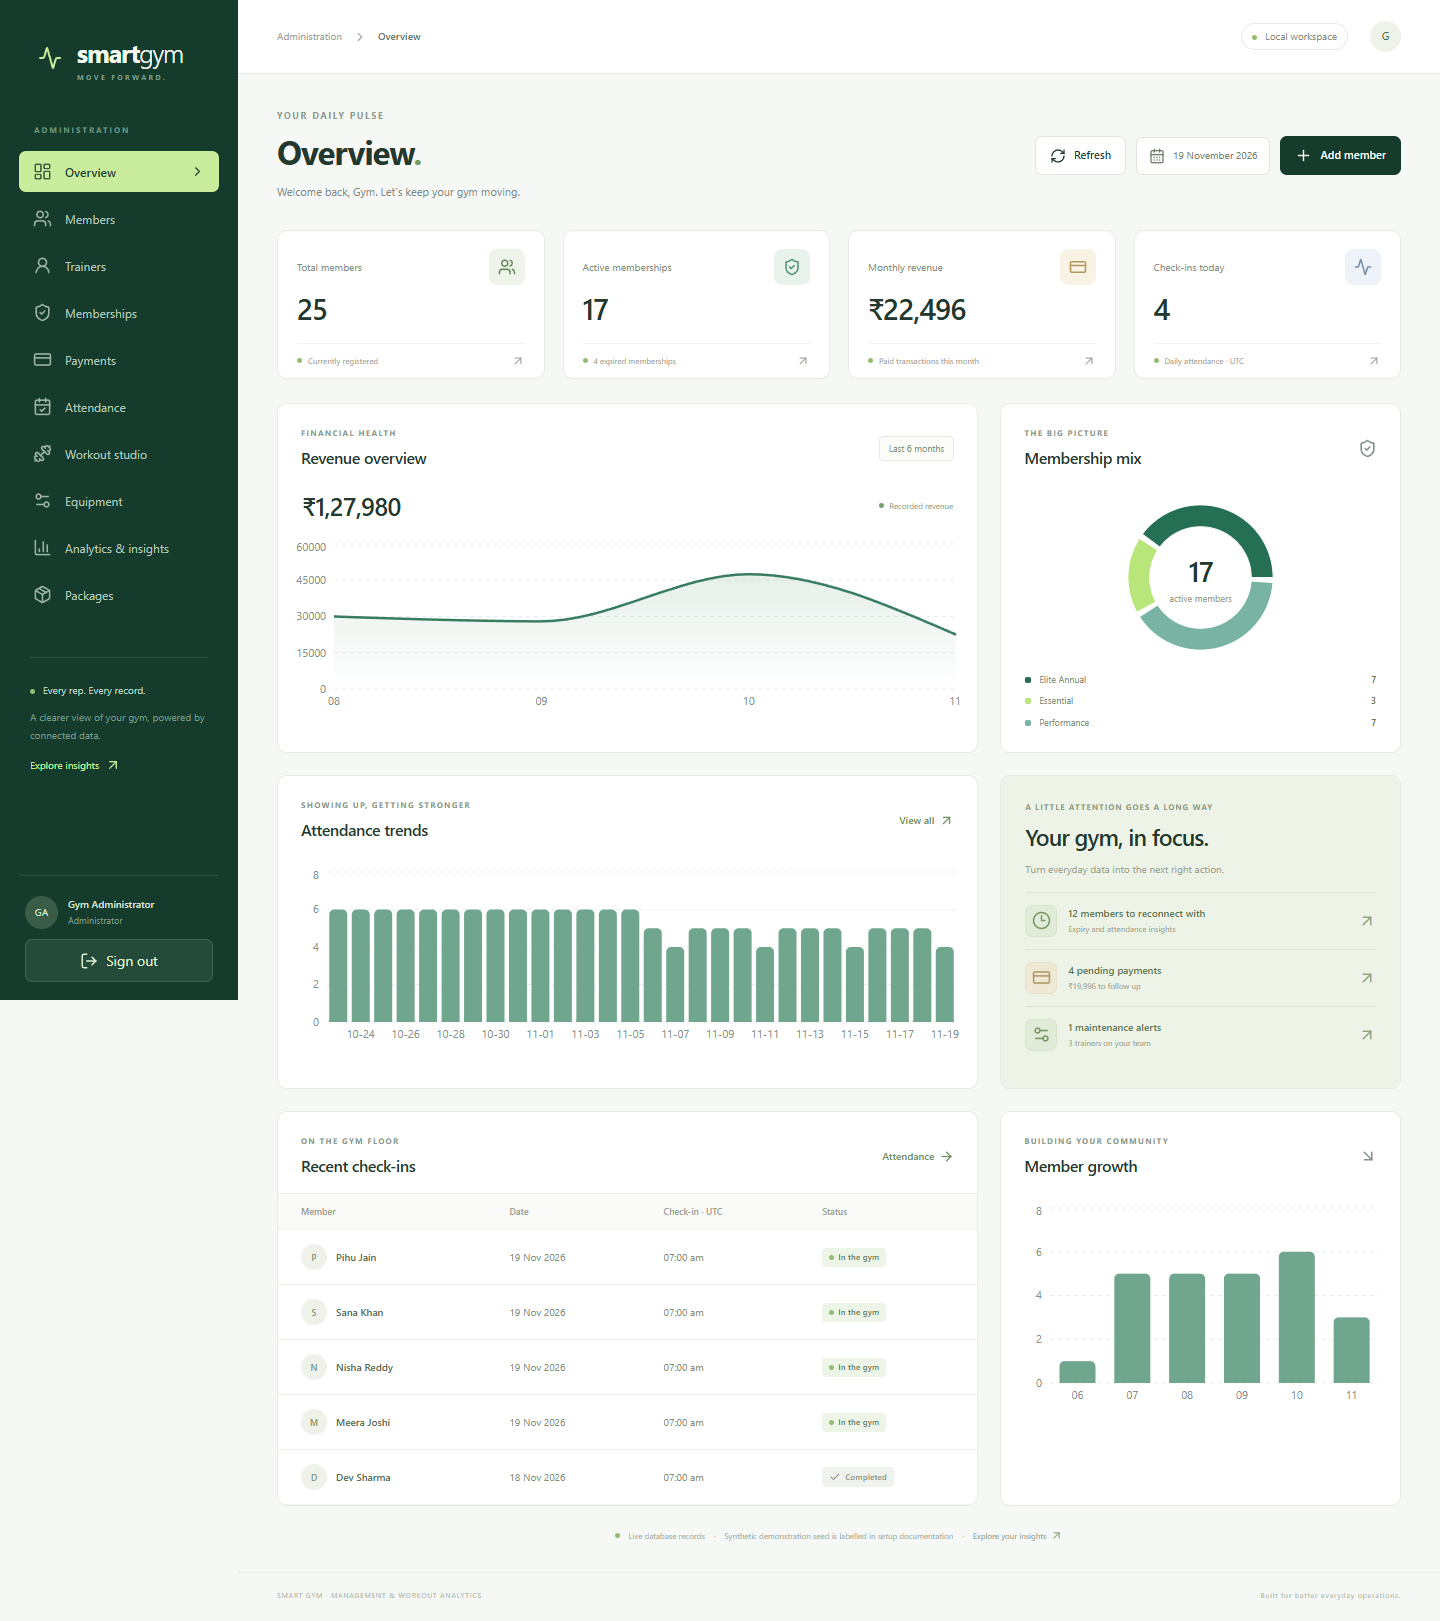 smartgym
MOVE FORWARD.
ADMINISTRATION
Overview
Members
Trainers
Memberships
Payments
Attendance
Workout studio
Equipment
Analytics & insights
Packages
Every rep. Every record.
A clearer view of your gym, powered by
connected data.
Explore insights
GA
Gym Administrator
Administrator
Sign out
Administration
Overview
Local workspace
G
YOUR DAILY PULSE
Overview.
Welcome back, Gym. Let's keep your gym moving.
Refresh
19 November 2026
Add member
Total members
25
Currently registered
Active memberships
17
4 expired memberships
Monthly revenue
₹22,496
Paid transactions this month
Check-ins today
4
Daily attendance · UTC
FINANCIAL HEALTH
Revenue overview
Last 6 months
₹1,27,980
Recorded revenue
60000
45000
30000
15000
0
08 09 10 11
THE BIG PICTURE
Membership mix
17
active members
Elite Annual 7
Essential 3
Performance 7
SHOWING UP, GETTING STRONGER
Attendance trends
View all
8
6
4
2
0
10-24 10-26 10-28 10-30 11-01 11-03 11-05 11-07 11-09 11-11 11-13 11-15 11-17 11-19
A LITTLE ATTENTION GOES A LONG WAY
Your gym, in focus.
Turn everyday data into the next right action.
12 members to reconnect with
Expiry and attendance insights
4 pending payments
₹19,996 to follow up
1 maintenance alerts
3 trainers on your team
ON THE GYM FLOOR
Recent check-ins
Attendance
Member Date Check-in · UTC Status
P Pihu Jain 19 Nov 2026 07:00 am In the gym
S Sana Khan 19 Nov 2026 07:00 am In the gym
N Nisha Reddy 19 Nov 2026 07:00 am In the gym
M Meera Joshi 19 Nov 2026 07:00 am In the gym
D Dev Sharma 18 Nov 2026 07:00 am Completed
BUILDING YOUR COMMUNITY
Member growth
8
6
4
2
0
06 07 08 09 10 11
Live database records · Synthetic demonstration seed is labelled in setup documentation · Explore your insights
SMART GYM · MANAGEMENT & WORKOUT ANALYTICS
Built for better everyday operations.